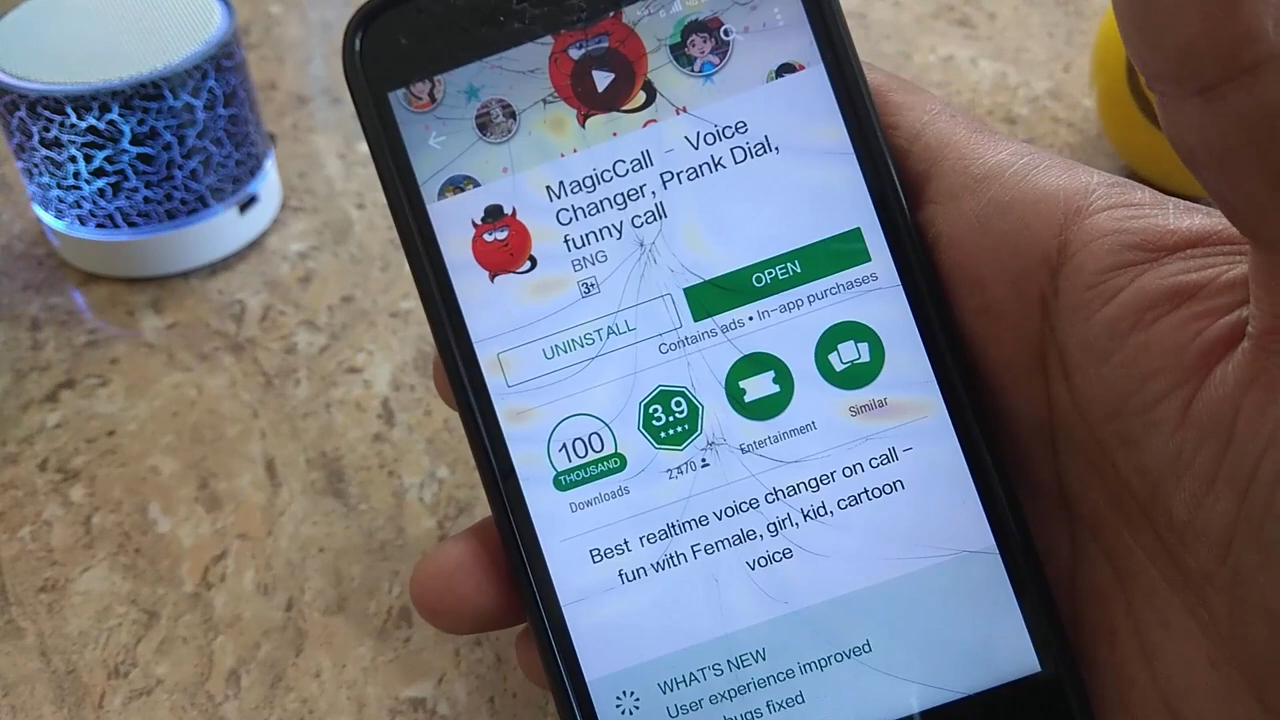 MagicCall - Voice
Changer, Prank Dial,
funny call
BNG
3+
UNINSTALL
OPEN
Contains ads • In-app purchases
100
THOUSAND
Downloads
3.9
2,470
Entertainment
Similar
Best realtime voice changer on call -
fun with Female, girl, kid, cartoon
voice
WHAT'S NEW
User experience improved
bugs fixed